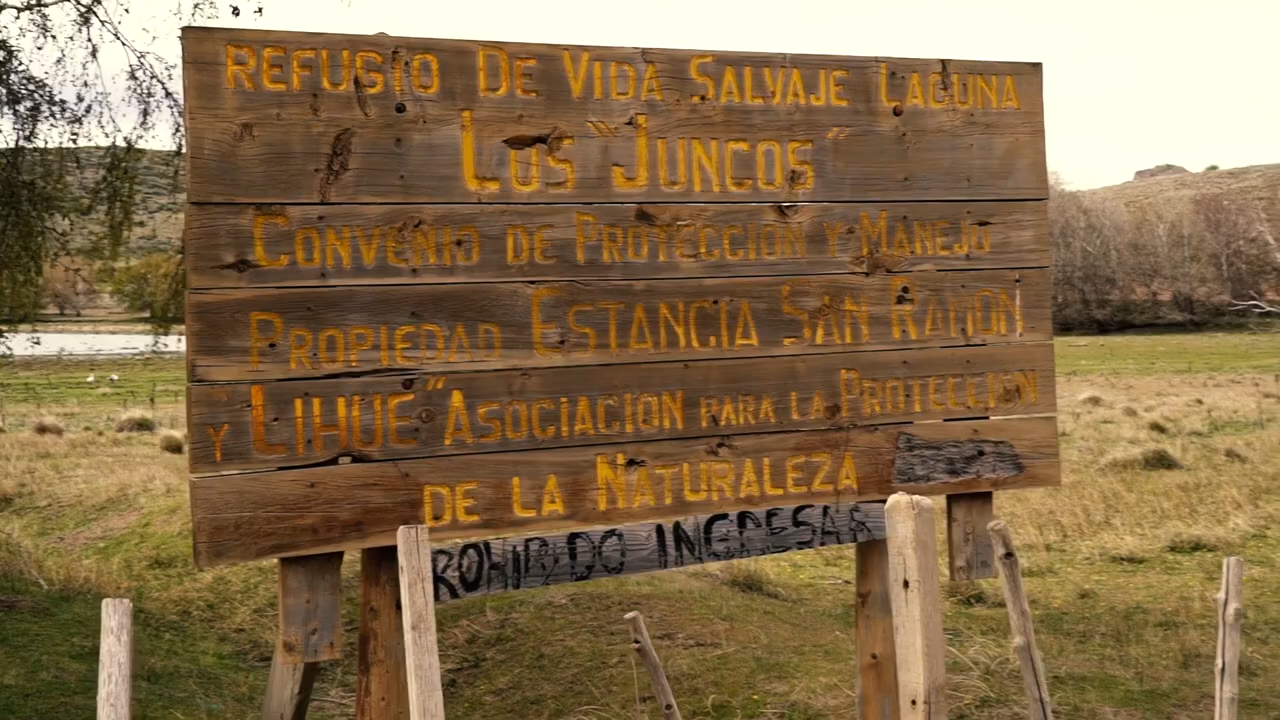 REFUGIO DE VIDA SALVAJE LAGUNA
LOS "JUNCOS"
CONVENIO DE PROTECCION Y MANEJO
PROPIEDAD ESTANCIA SAN RAMON
Y LIHUE" ASOCIACION PARA LA PROTECCION
DE LA NATURALEZA
ROHIBIDO INGRESAR